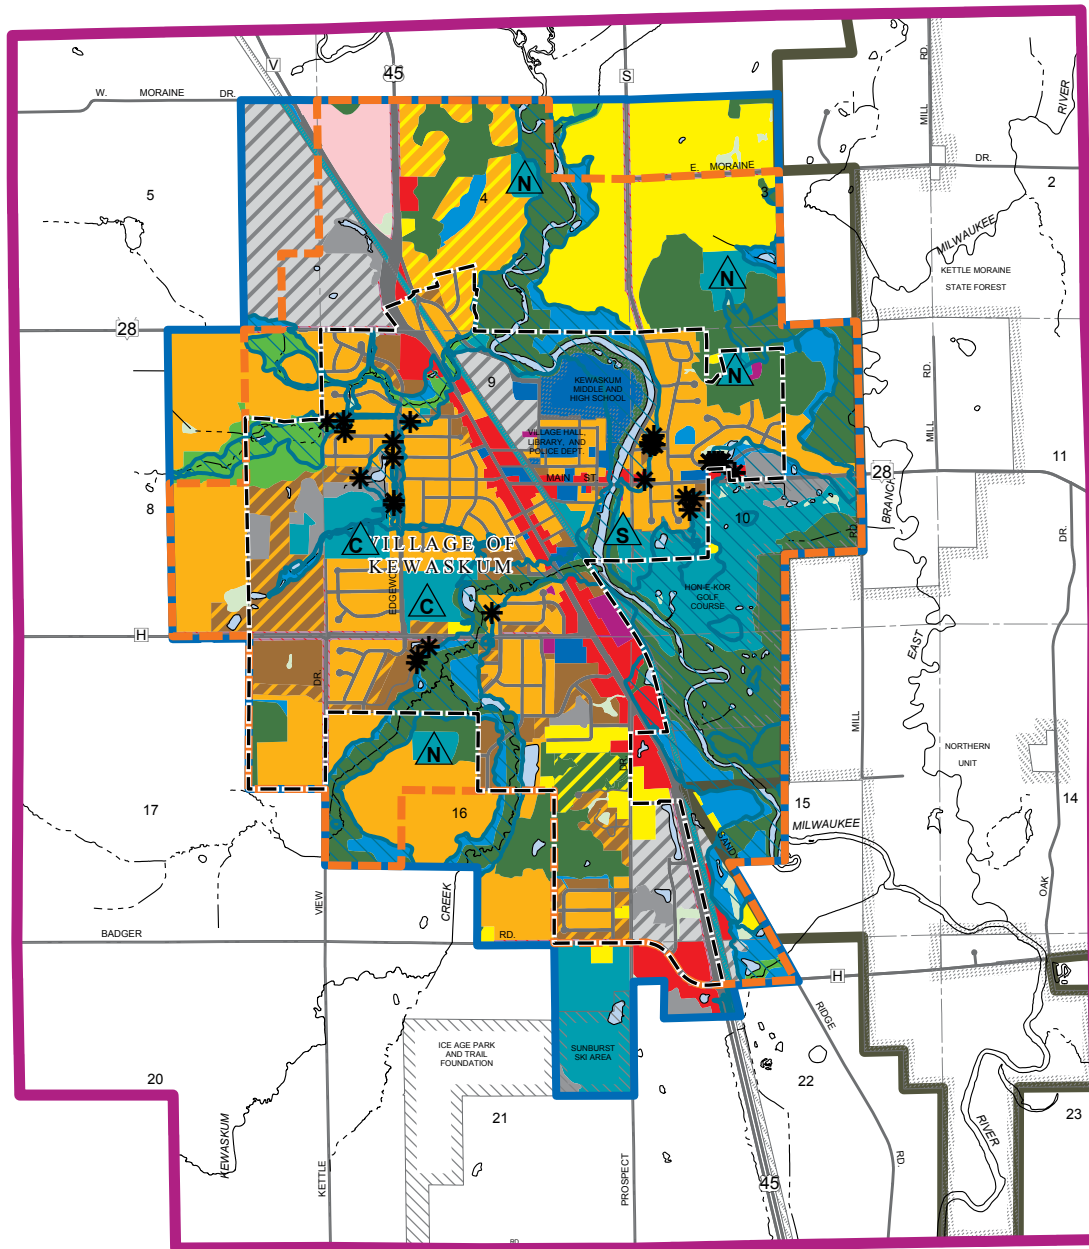 V
45
S
W. MORAINE DR.
MILL RD.
RIVER
E. MORAINE
DR.
5
N
4
3
2
MILWAUKEE
KETTLE MORAINE
STATE FOREST
N
28
9
KEWASKUM
MIDDLE AND
HIGH SCHOOL
N
RD.
MILL
VILLAGE HALL,
LIBRARY, AND
POLICE DEPT.
MAIN ST.
11
28
8
10
BRANCH
C
VILLAGE OF
KEWASKUM
S
RD.
DR.
EDGEWOOD
C
HON-E-KOR
GOLF
COURSE
H
EAST
DR.
MILL
N
DR.
NORTHERN
UNIT
17
16
15
14
MILWAUKEE
SANDY
VIEW
CREEK
OAK
BADGER
RD.
H
RIDGE
ICE AGE PARK
AND TRAIL
FOUNDATION
SUNBURST
SKI AREA
20
21
22
23
KEWASKUM
RIVER
KETTLE
PROSPECT
45
RD.
RD.